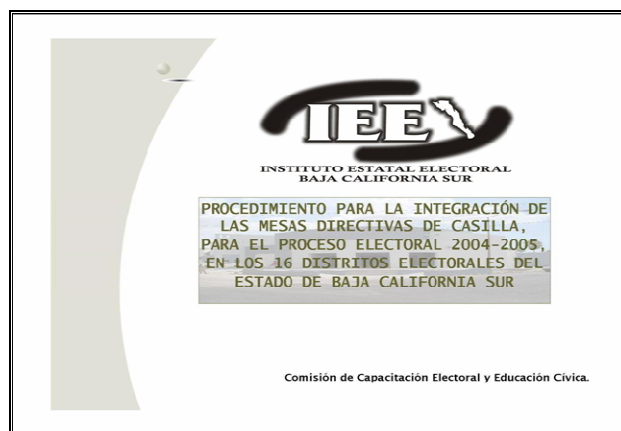 IEE
INSTITUTO ESTATAL ELECTORAL
BAJA CALIFORNIA SUR
PROCEDIMIENTO PARA LA INTEGRACIÓN DE
LAS MESAS DIRECTIVAS DE CASILLA,
PARA EL PROCESO ELECTORAL 2004-2005,
EN LOS 16 DISTRITOS ELECTORALES DEL
ESTADO DE BAJA CALIFORNIA SUR
Comisión de Capacitación Electoral y Educación Cívica.